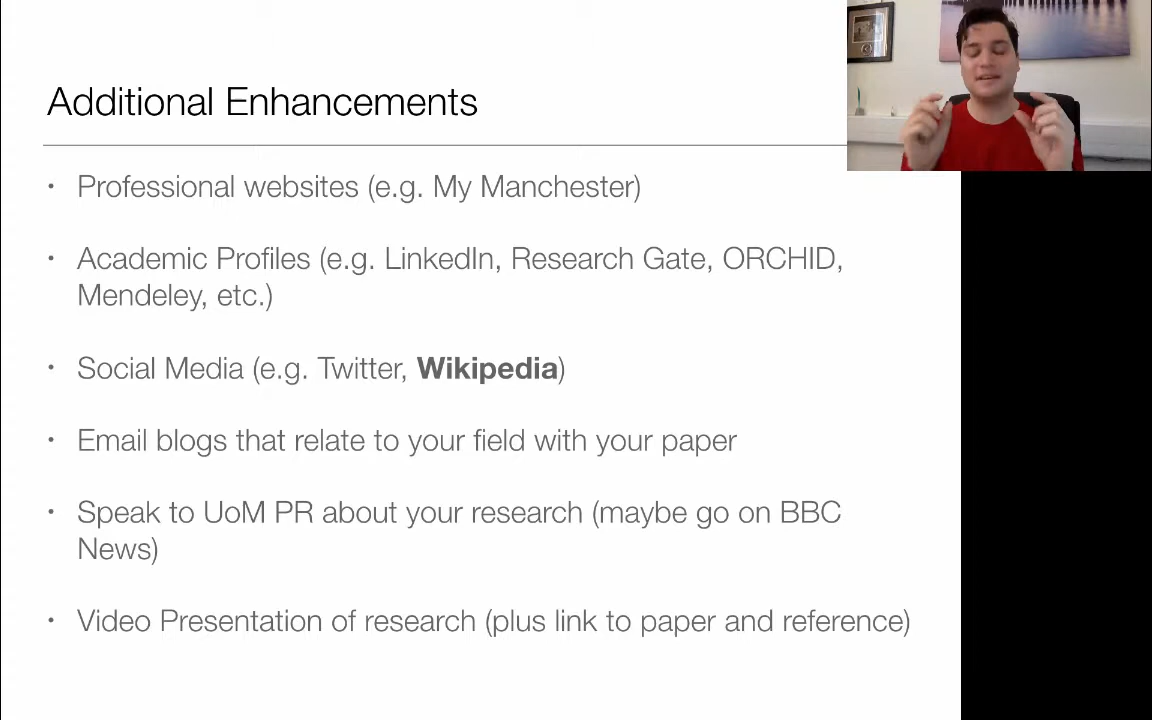 Additional Enhancements
• Professional websites (e.g. My Manchester)
• Academic Profiles (e.g. LinkedIn, Research Gate, ORCHID,
Mendeley, etc.)
• Social Media (e.g. Twitter, Wikipedia)
• Email blogs that relate to your field with your paper
• Speak to UoM PR about your research (maybe go on BBC
News)
• Video Presentation of research (plus link to paper and reference)